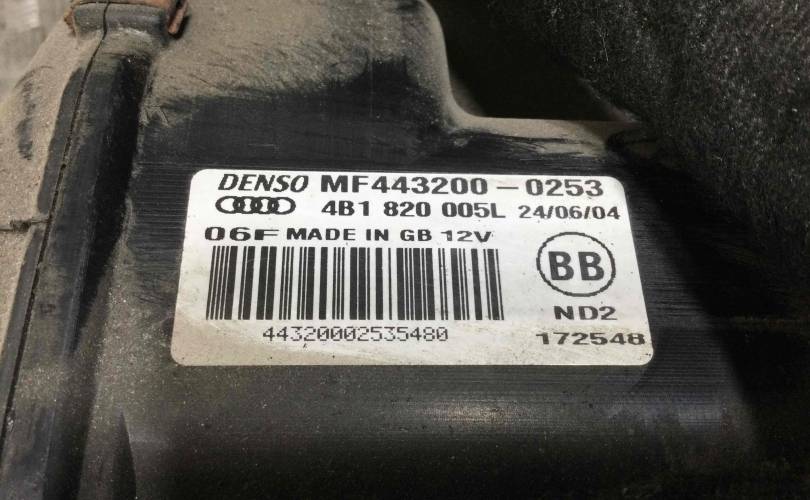 DENSO MF443200-0253
4B1 820 005L 24/06/04
06F MADE IN GB 12V
BB
ND2
44320002535480
172548